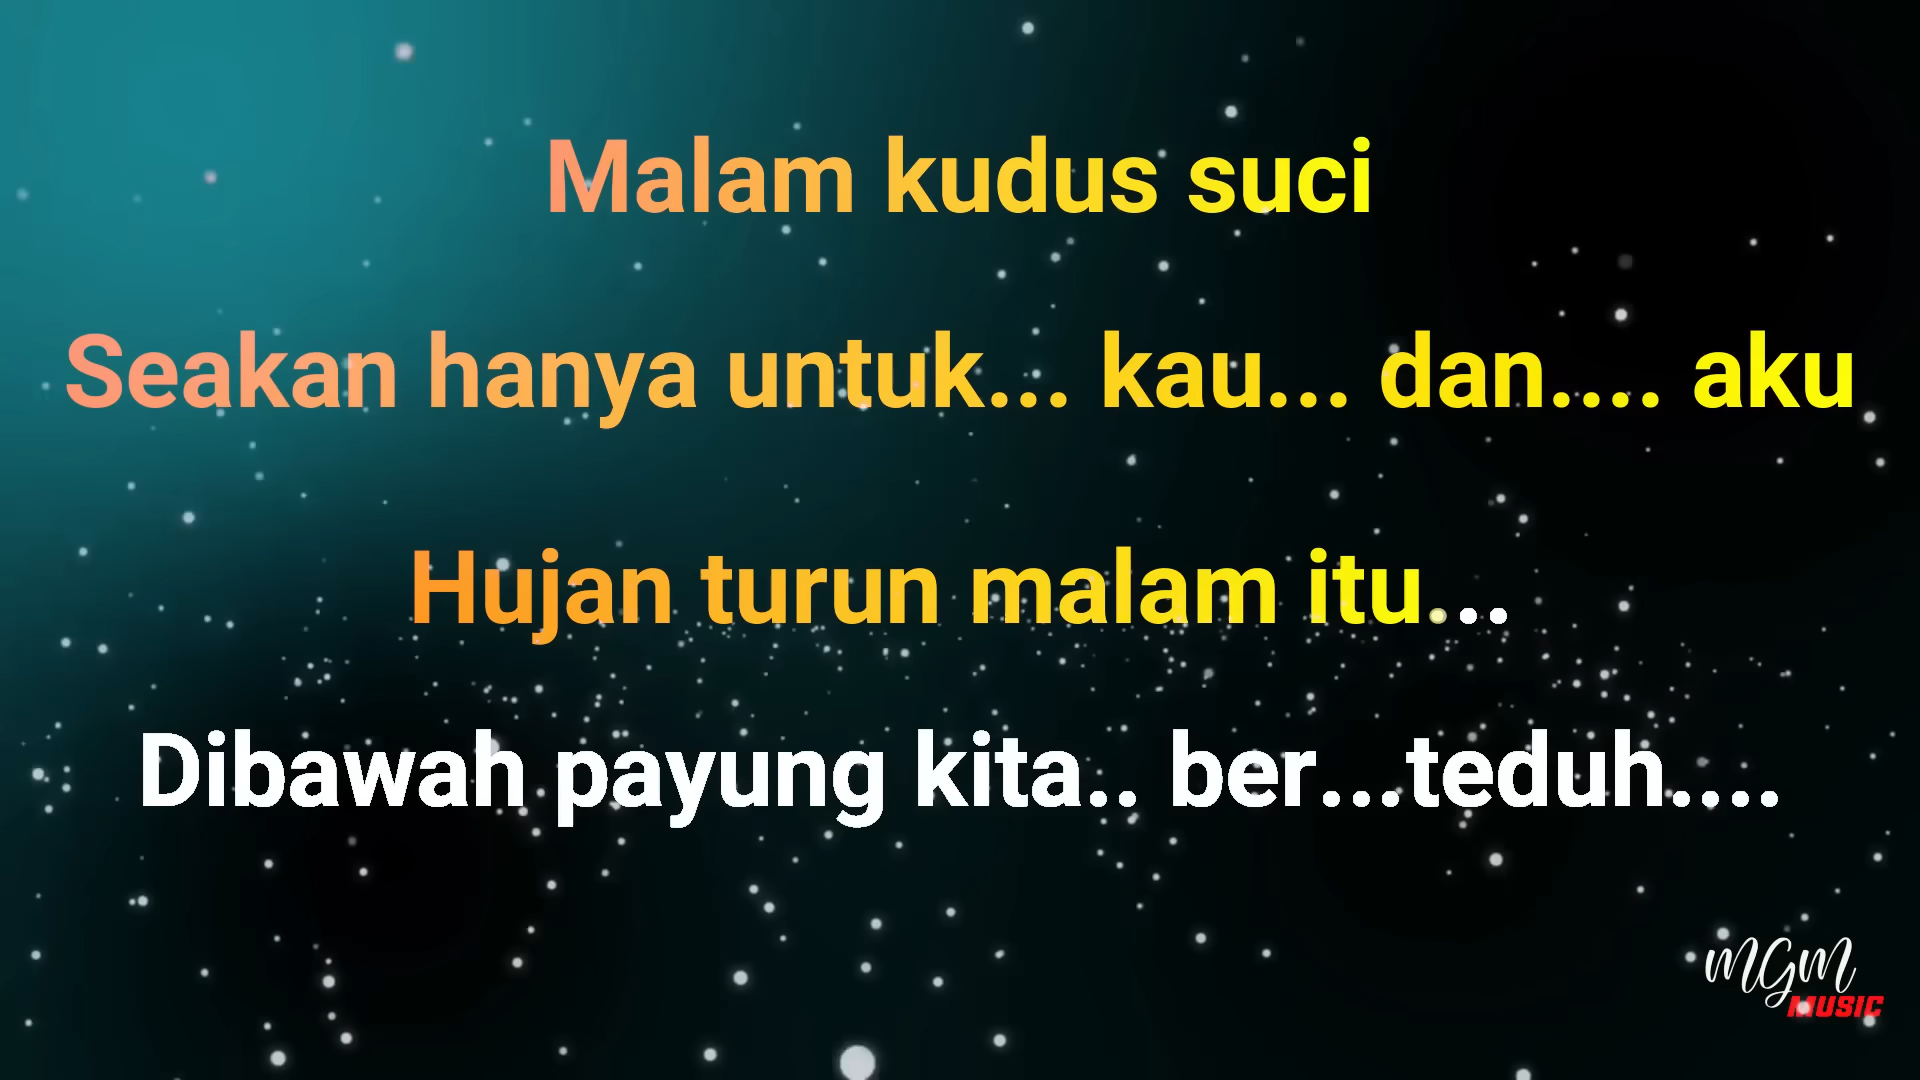 Malam kudus suci
Seakan hanya untuk... kau... dan.... aku
Hujan turun malam itu...
Dibawah payung kita.. ber...teduh....
MGM
MUSIC